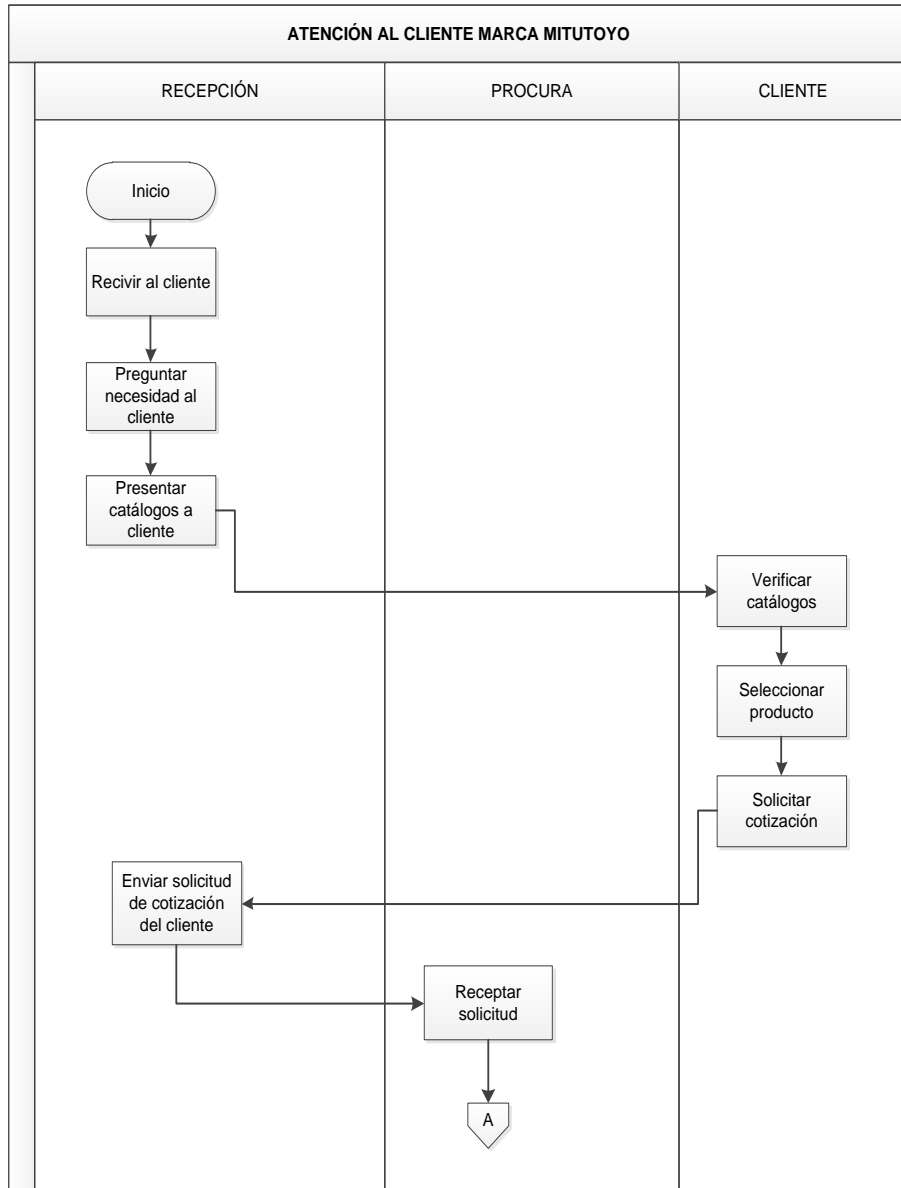 ATENCIÓN AL CLIENTE MARCA MITUTOYO
RECEPCIÓN
PROCURA
CLIENTE
Inicio
Recivir al cliente
Preguntar
necesidad al
cliente
Presentar
catálogos a
cliente
Verificar
catálogos
Seleccionar
producto
Solicitar
cotización
Enviar solicitud
de cotización
del cliente
Receptar
solicitud
A